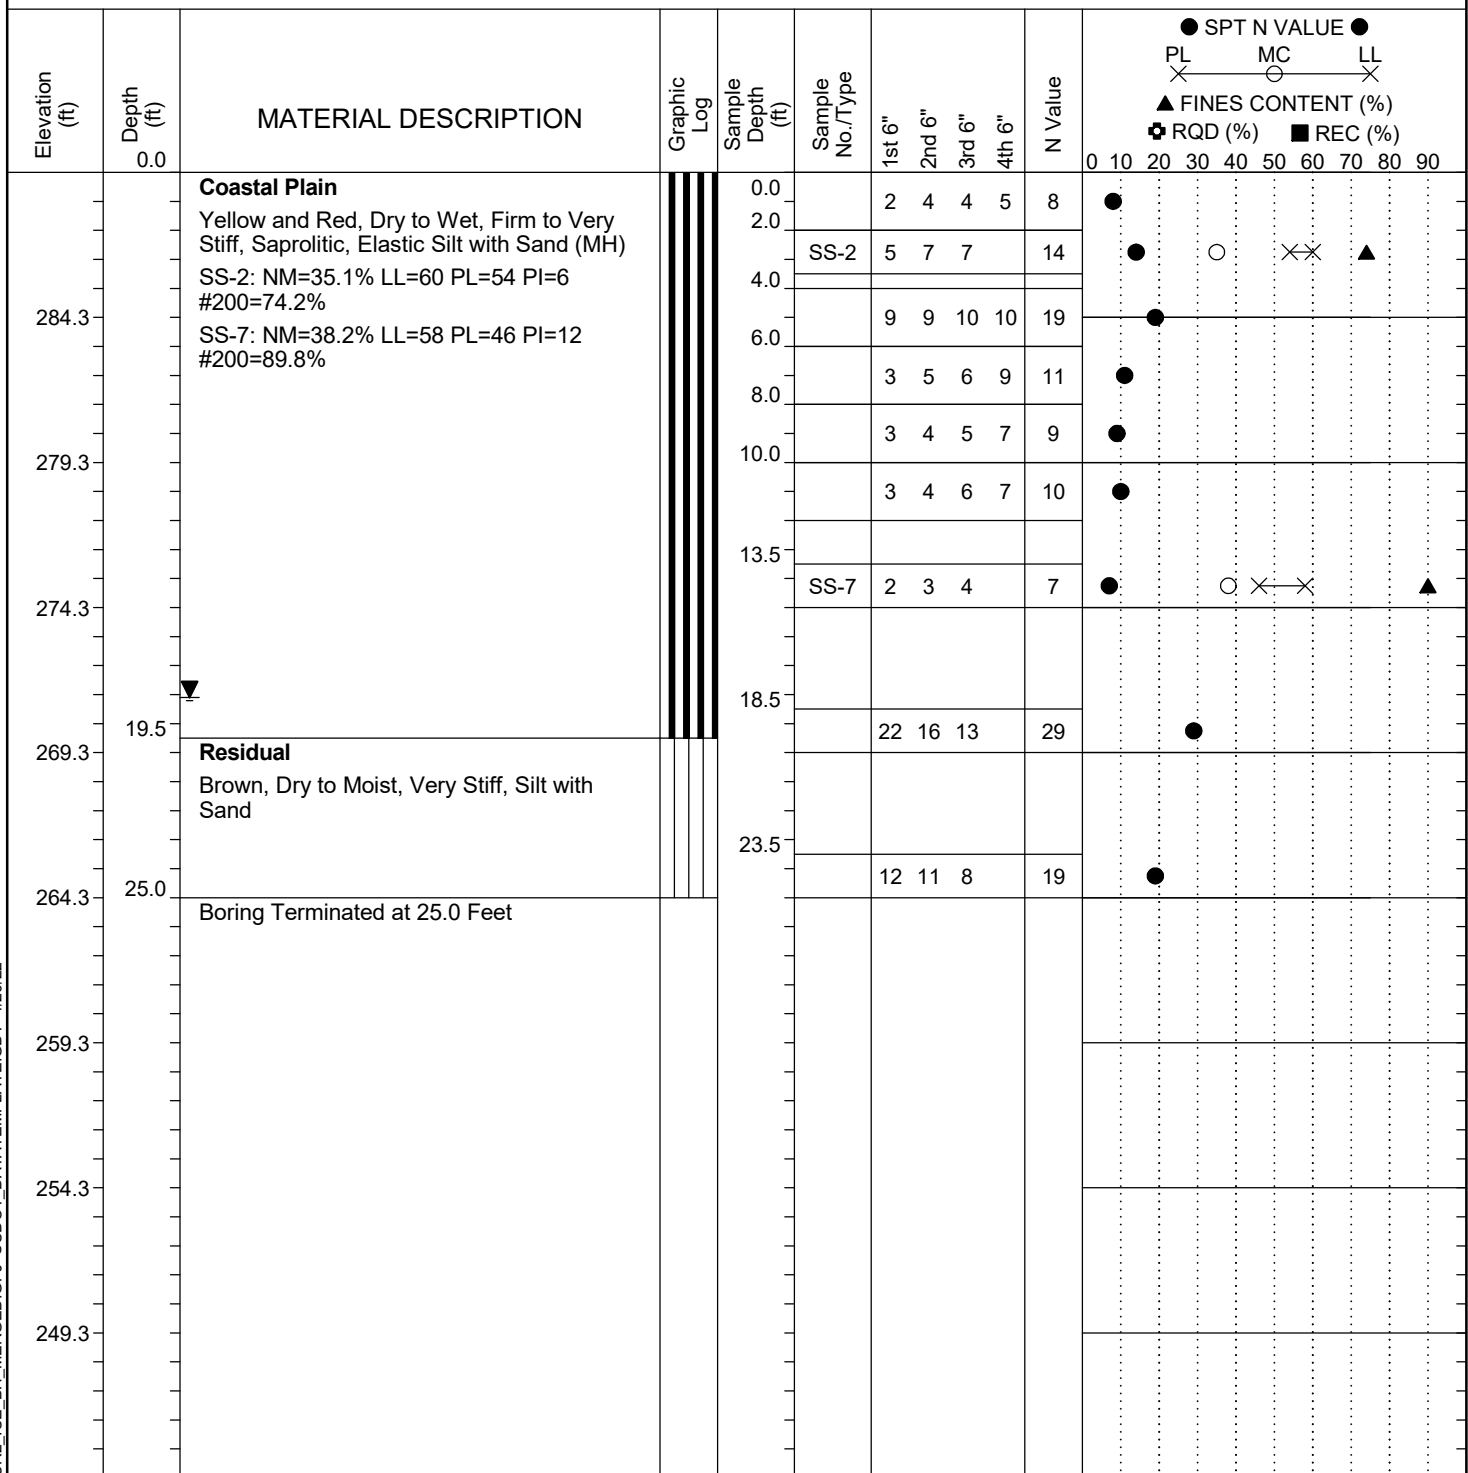 ● SPT N VALUE ●
PL MC LL
▲ FINES CONTENT (%)
RQD (%) ■ REC (%)
0 10 20 30 40 50 60 70 80 90
Elevation (ft)
Depth (ft)
0.0
MATERIAL DESCRIPTION
Graphic Log
Sample Depth (ft)
Sample No./Type
1st 6"
2nd 6"
3rd 6"
4th 6"
N Value
Coastal Plain
Yellow and Red, Dry to Wet, Firm to Very
Stiff, Saprolitic, Elastic Silt with Sand (MH)
SS-2: NM=35.1% LL=60 PL=54 PI=6
#200=74.2%
SS-7: NM=38.2% LL=58 PL=46 PI=12
#200=89.8%
0.0
2 4 4 5 8
2.0
SS-2 5 7 7 14
4.0
284.3
9 9 10 10 19
6.0
3 5 6 9 11
8.0
3 4 5 7 9
10.0
279.3
3 4 6 7 10
13.5
SS-7 2 3 4 7
274.3
18.5
19.5
22 16 13 29
269.3
Residual
Brown, Dry to Moist, Very Stiff, Silt with
Sand
23.5
12 11 8 19
25.0
264.3
Boring Terminated at 25.0 Feet
259.3
254.3
249.3